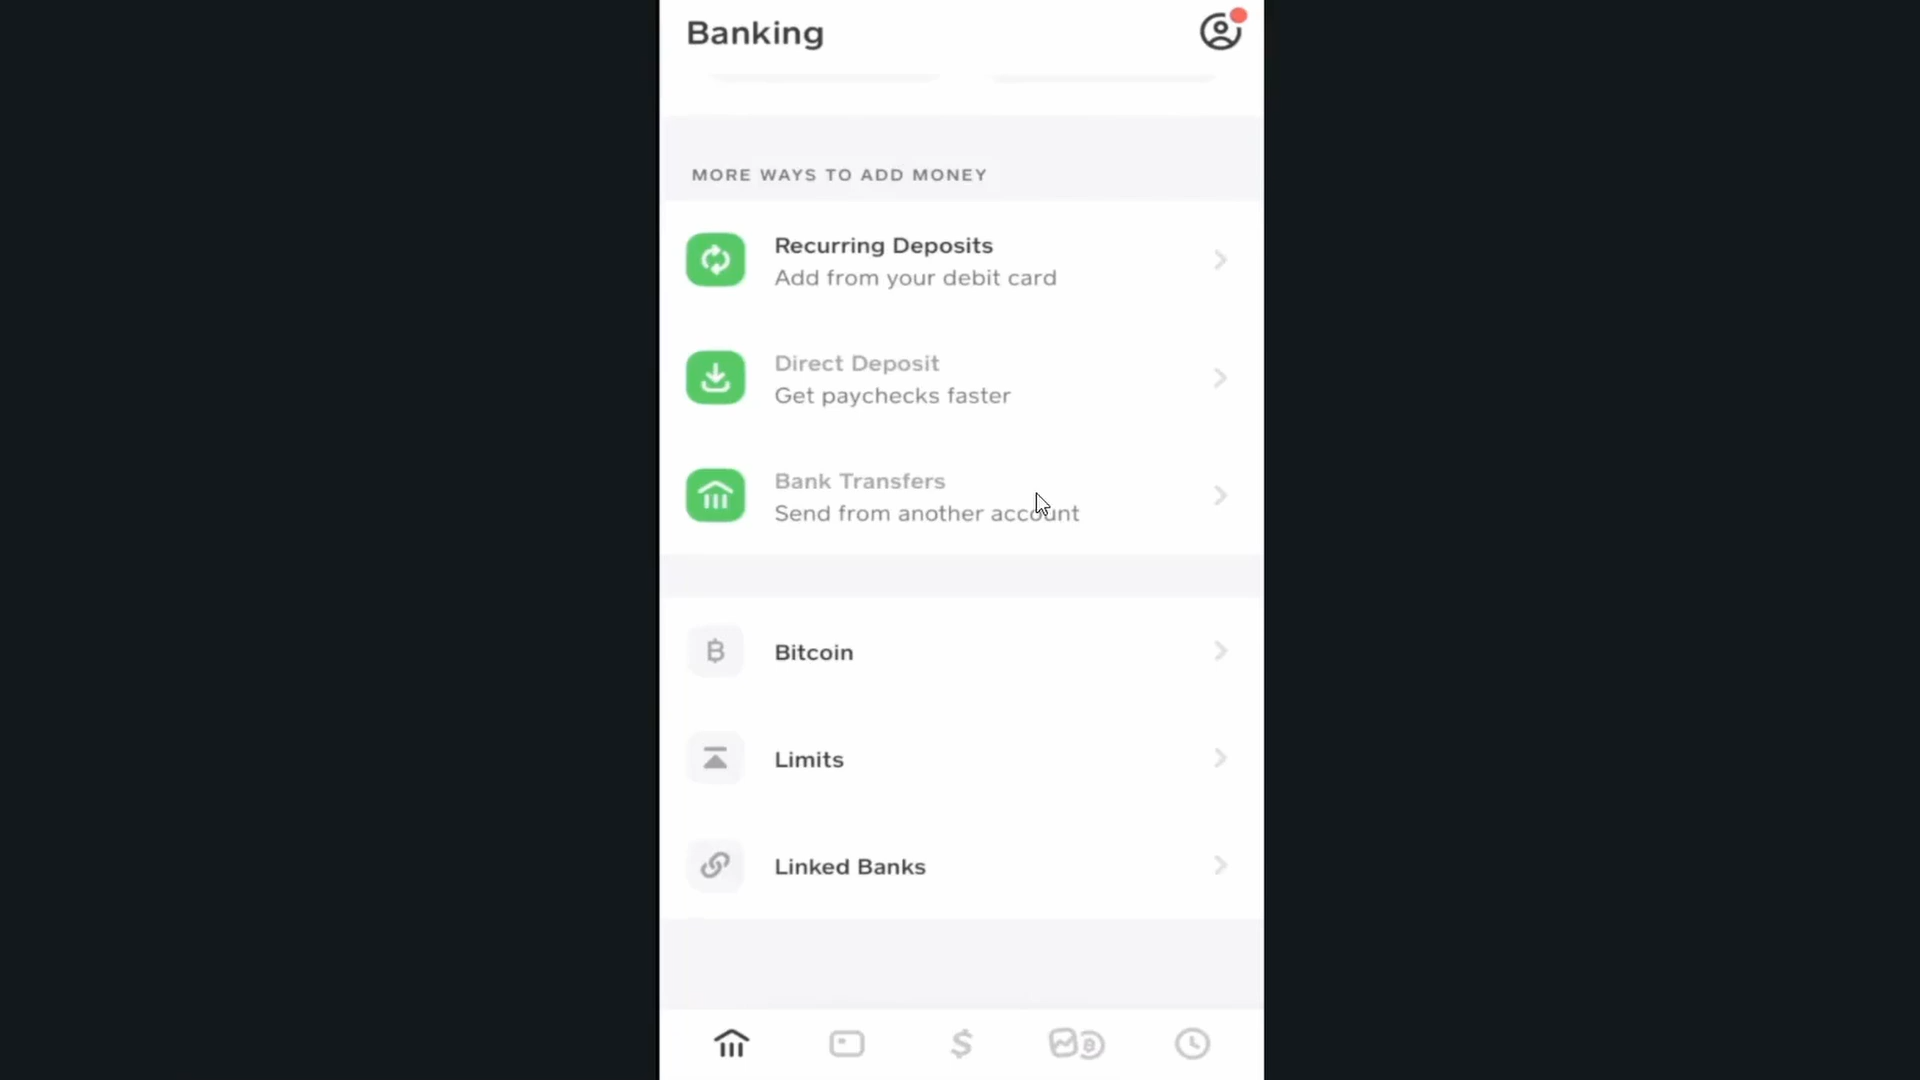 Banking
MORE WAYS TO ADD MONEY
Recurring Deposits
Add from your debit card
Direct Deposit
Get paychecks faster
Bank Transfers
Send from another account
Bitcoin
Limits
Linked Banks